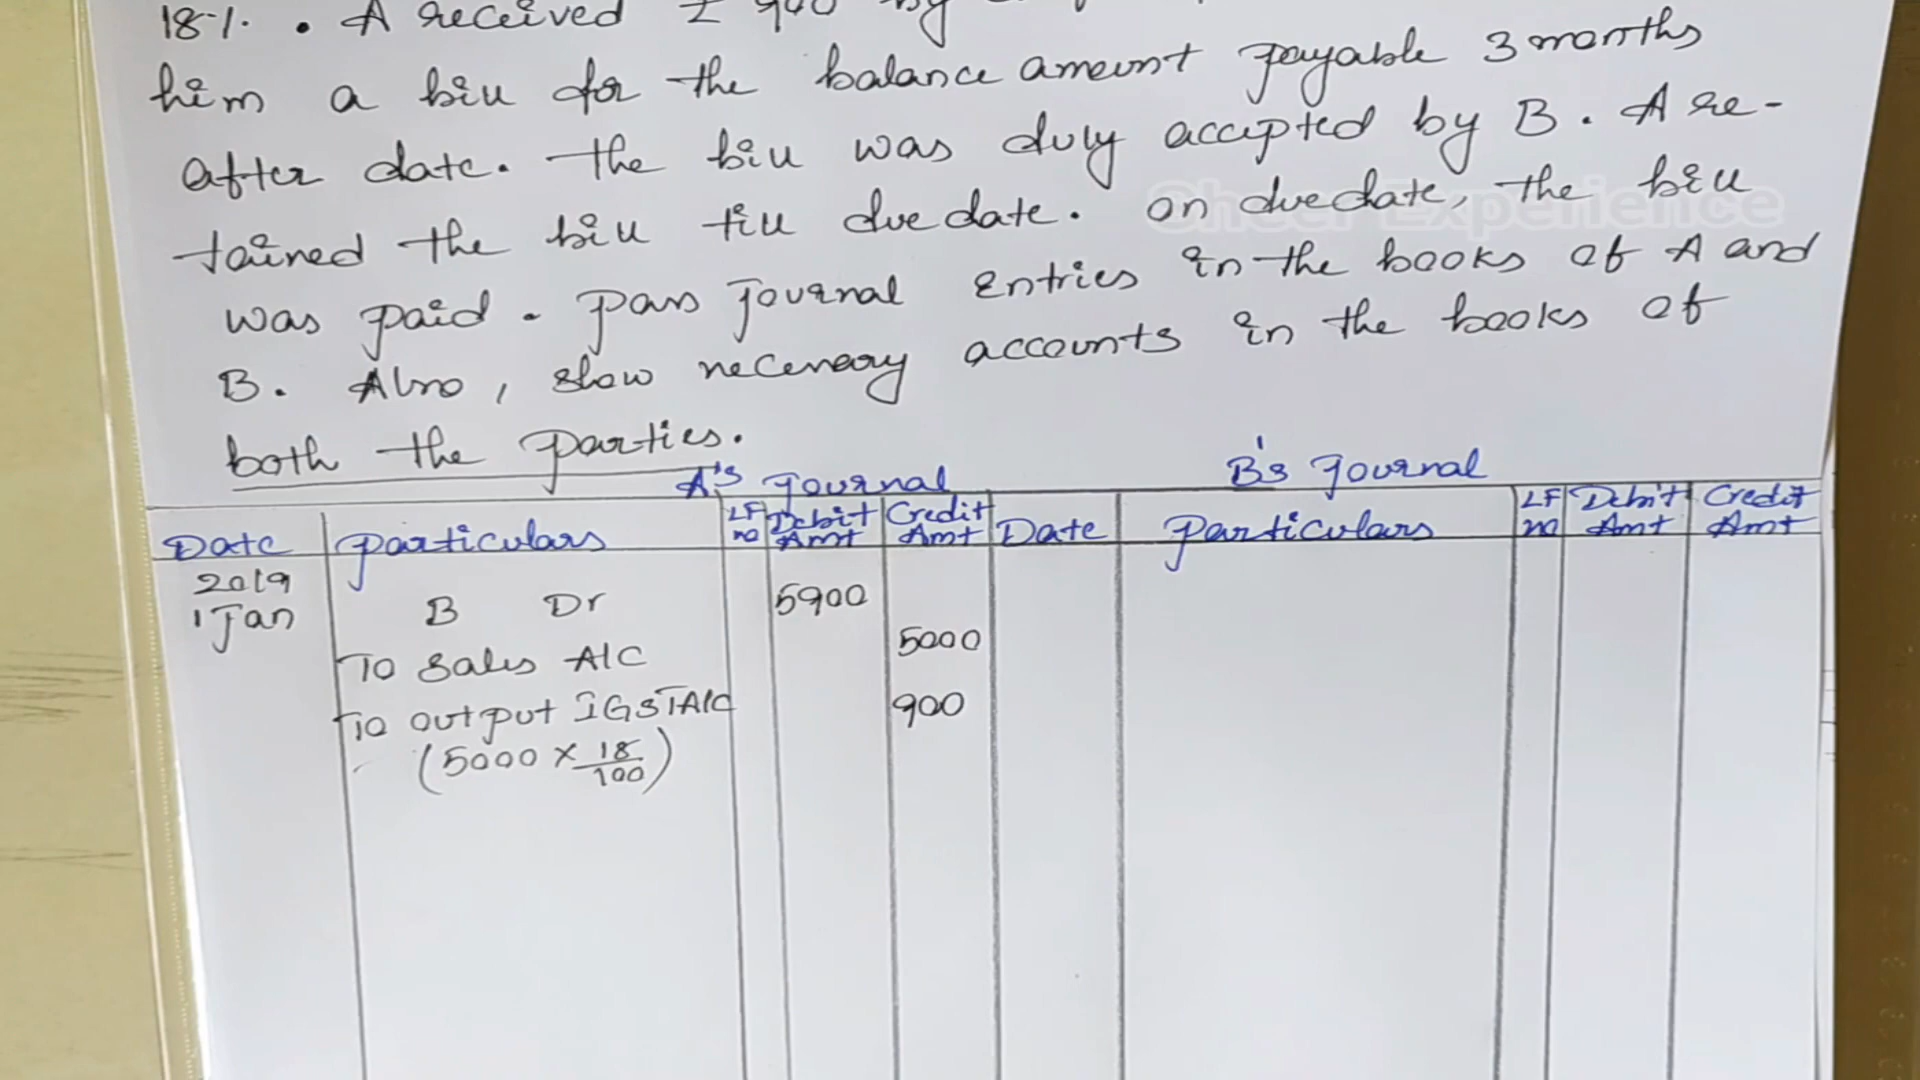 18%. . A received ₹ 900 by
him a bill for the balance amount payable 3 months
after date. The bill was duly accepted by B. A re-
tained the bill till due date. On due date, the bill
was paid. Pass Journal Entries in the books of A and
B. Also, show necessary accounts in the books of
both the parties.
Cheer Experience
A's Journal
Date Particulars LF no Debit Amt Credit Amt
2019
1 Jan B Dr 5900
To Sales A/C 5000
To output IGST A/C 900
(5000 × 18/100)
B's Journal
Date Particulars LF no Debit Amt Credit Amt